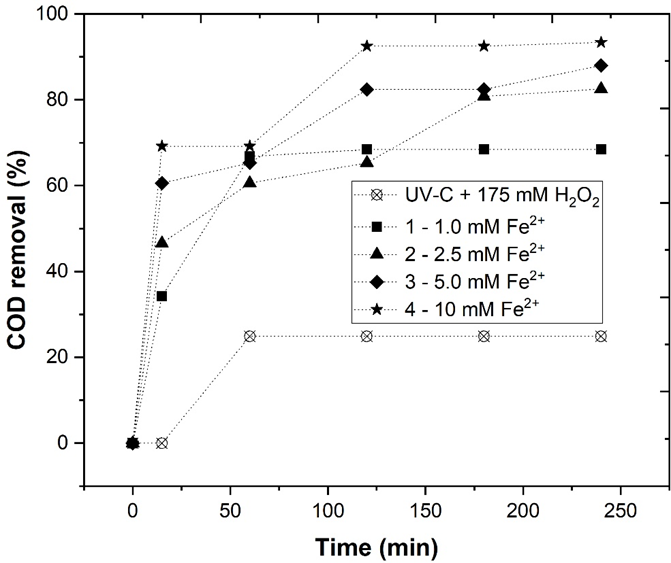 100
80
60
40
20
0
COD removal (%)
UV-C + 175 mM H₂O₂
1 - 1.0 mM Fe²⁺
2 - 2.5 mM Fe²⁺
3 - 5.0 mM Fe²⁺
4 - 10 mM Fe²⁺
0 50 100 150 200 250
Time (min)